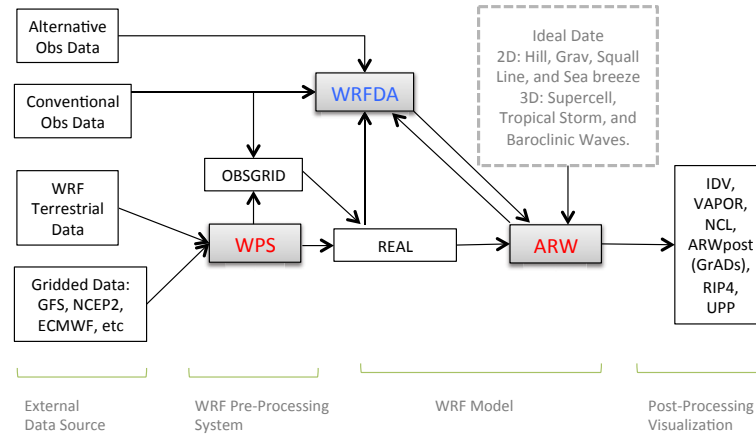 Alternative
Obs Data
Ideal Date
2D: Hill, Grav, Squall
Line, and Sea breeze
3D: Supercell,
Tropical Storm, and
Baroclinic Waves.
Conventional
Obs Data
WRFDA
OBSGRID
WRF
Terrestrial
Data
WPS
REAL
ARW
IDV,
VAPOR,
NCL,
ARWpost
(GrADs),
RIP4,
UPP
Gridded Data:
GFS, NCEP2,
ECMWF, etc
External
Data Source
WRF Pre-Processing
System
WRF Model
Post-Processing
Visualization